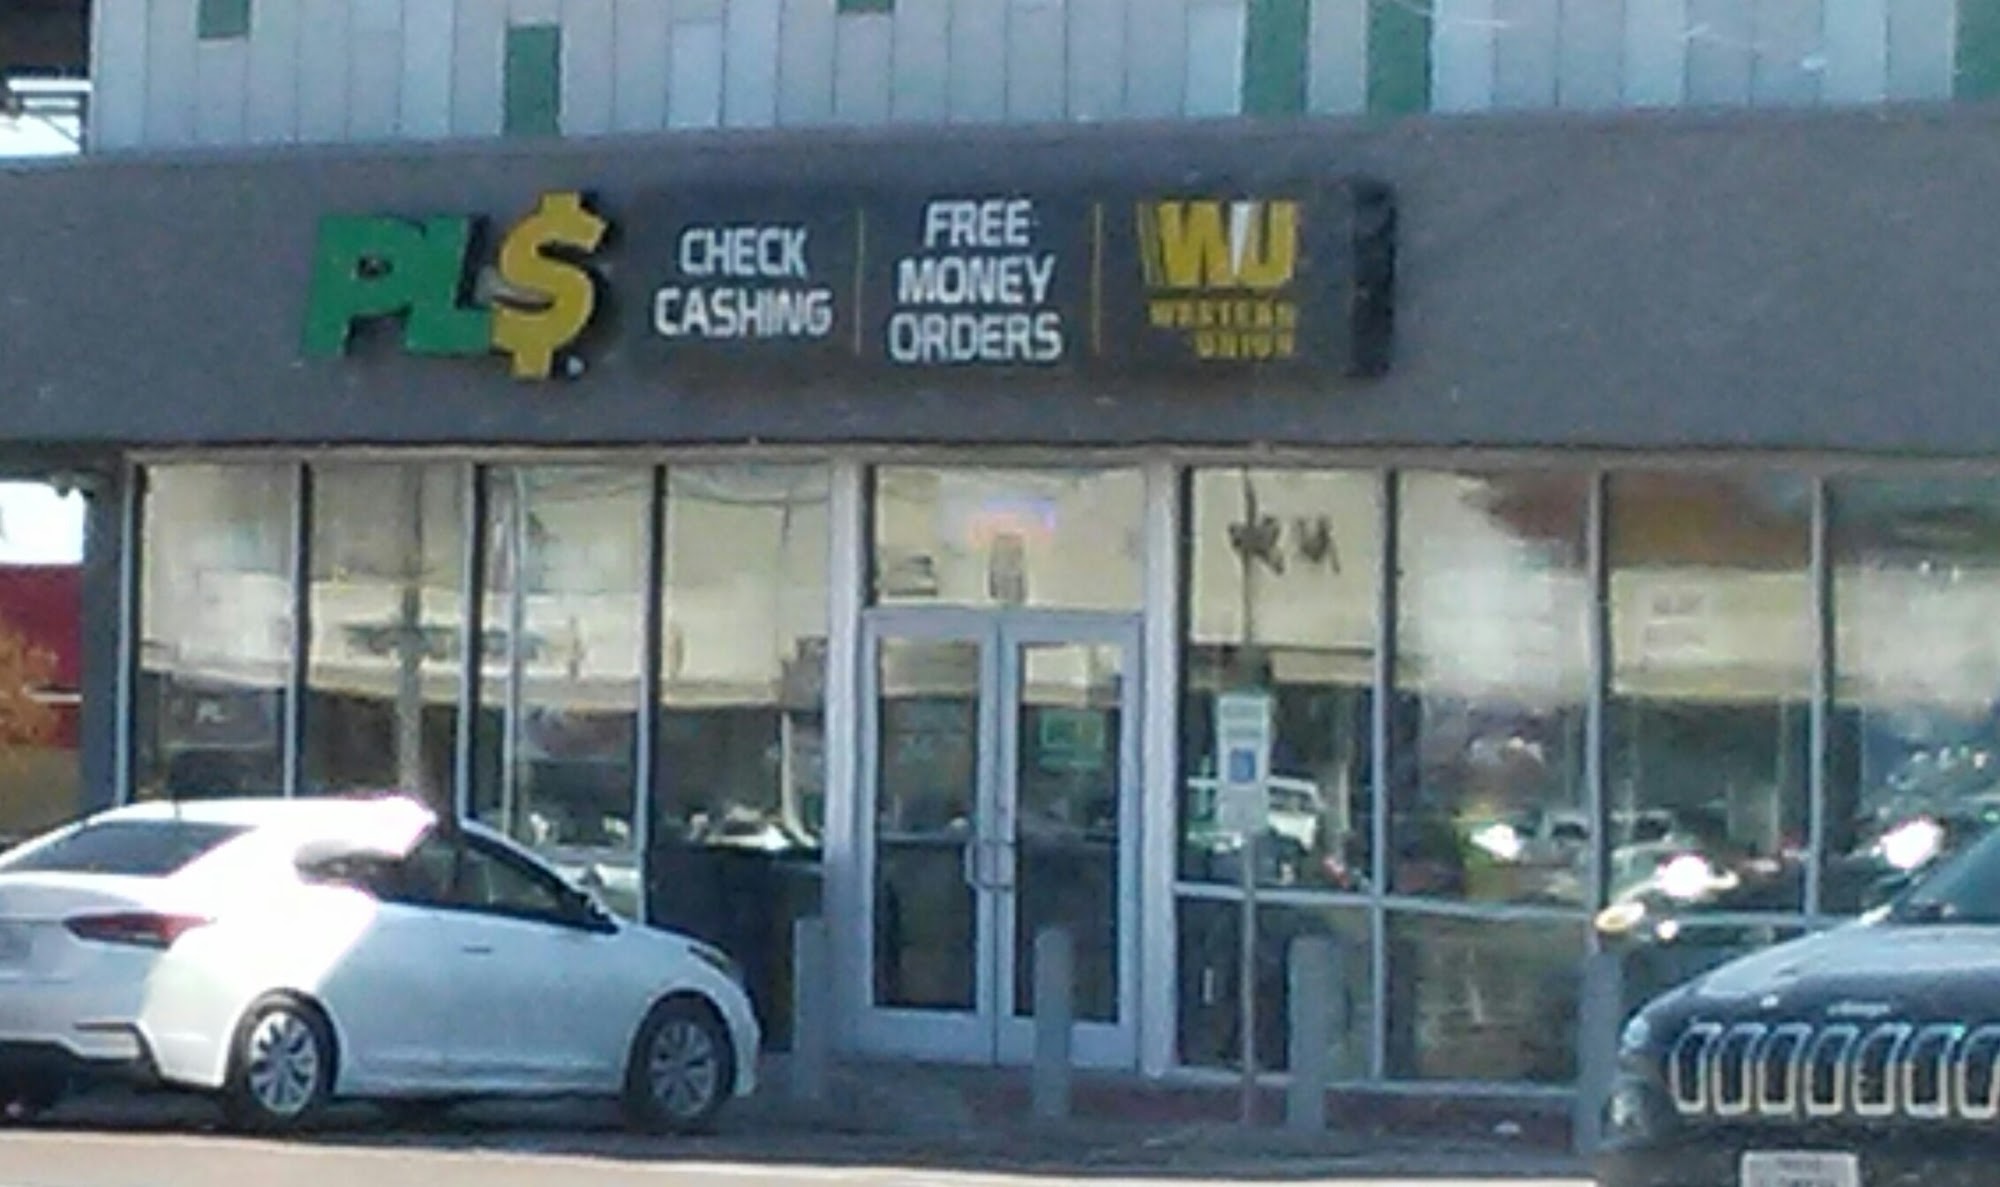 PL$
CHECK
CASHING
FREE
MONEY
ORDERS
WU
WESTERN
UNION